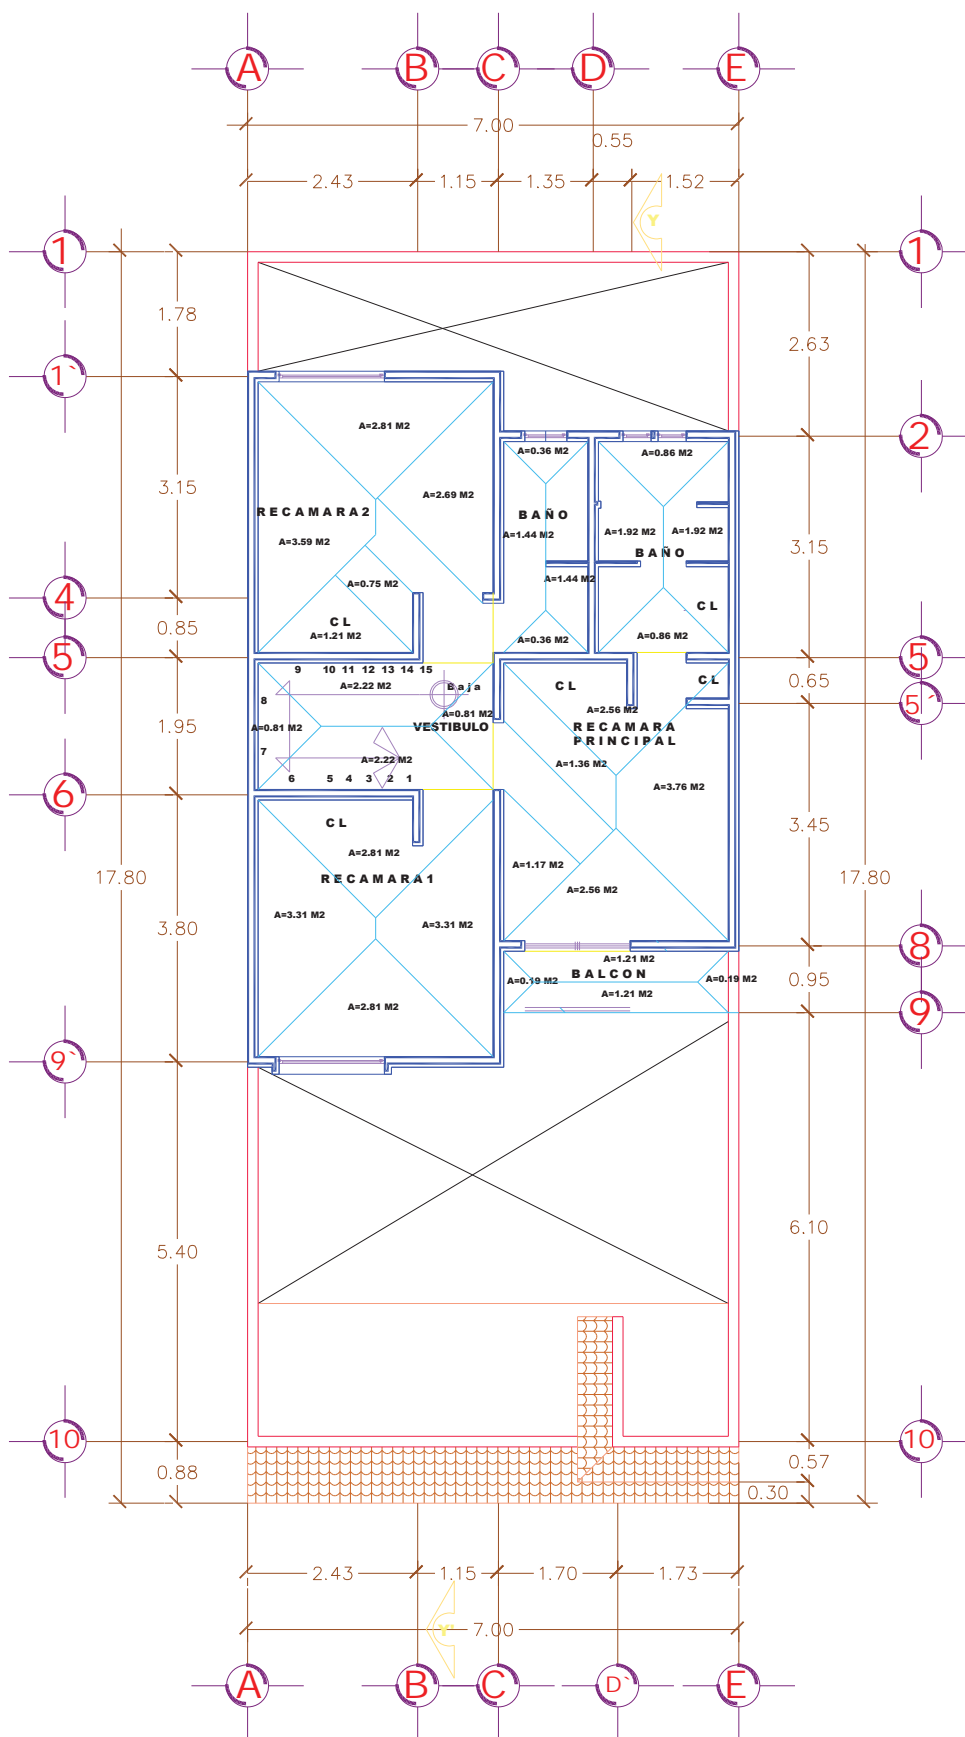 A B C D E
7.00
0.55
2.43 1.15 1.35 1.52
Y
1 1
1.78
2.63
1`
2
A=2.81 M2
A=0.36 M2 A=0.86 M2
3.15
A=2.69 M2
RECAMARA2
BAÑO
A=3.59 M2
A=1.44 M2 A=1.92 M2 A=1.92 M2
BAÑO
3.15
A=0.75 M2
A=1.44 M2
4
CL
CL
0.85
A=1.21 M2
A=0.36 M2 A=0.86 M2
5 5
9 10 11 12 13 14 15
A=2.22 M2
Baja
CL
CL
0.65
8
5´
A=0.81 M2
A=2.56 M2
1.95
A=0.81 M2
VESTIBULO
RECAMARA
PRINCIPAL
7
A=2.22 M2
A=1.36 M2
6 5 4 3 2 1
A=3.76 M2
6
CL
3.45
A=2.81 M2
A=1.17 M2
RECAMARA1
17.80 17.80
A=2.56 M2
A=3.31 M2 A=3.31 M2
3.80
8
A=1.21 M2
BALCON
A=0.19 M2 A=0.19 M2
0.95
A=1.21 M2
A=2.81 M2
9
9`
6.10
5.40
10 10
0.88
0.57
0.30
2.43 1.15 1.70 1.73
Y'
7.00
A B C D` E